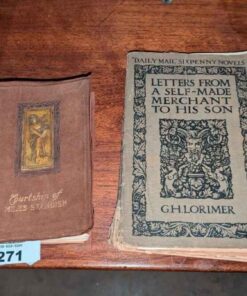 Courtship of
MILES STANDISH
271
DAILY MAIL SIXPENNY NOVELS
LETTERS FROM
A SELF-MADE
MERCHANT
TO HIS SON
G.H.LORIMER